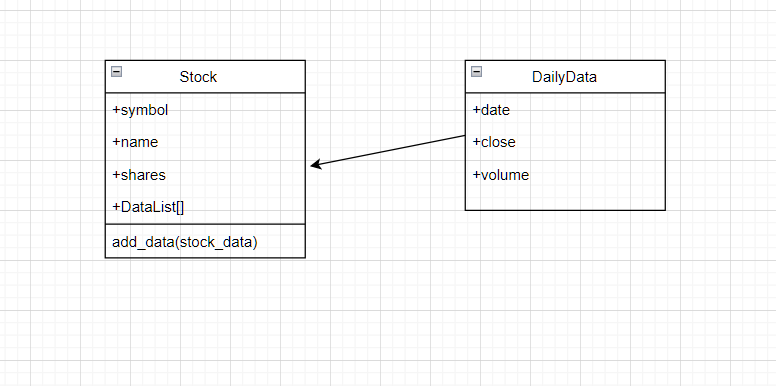 Stock
+symbol
+name
+shares
+DataList[]
add_data(stock_data)
DailyData
+date
+close
+volume